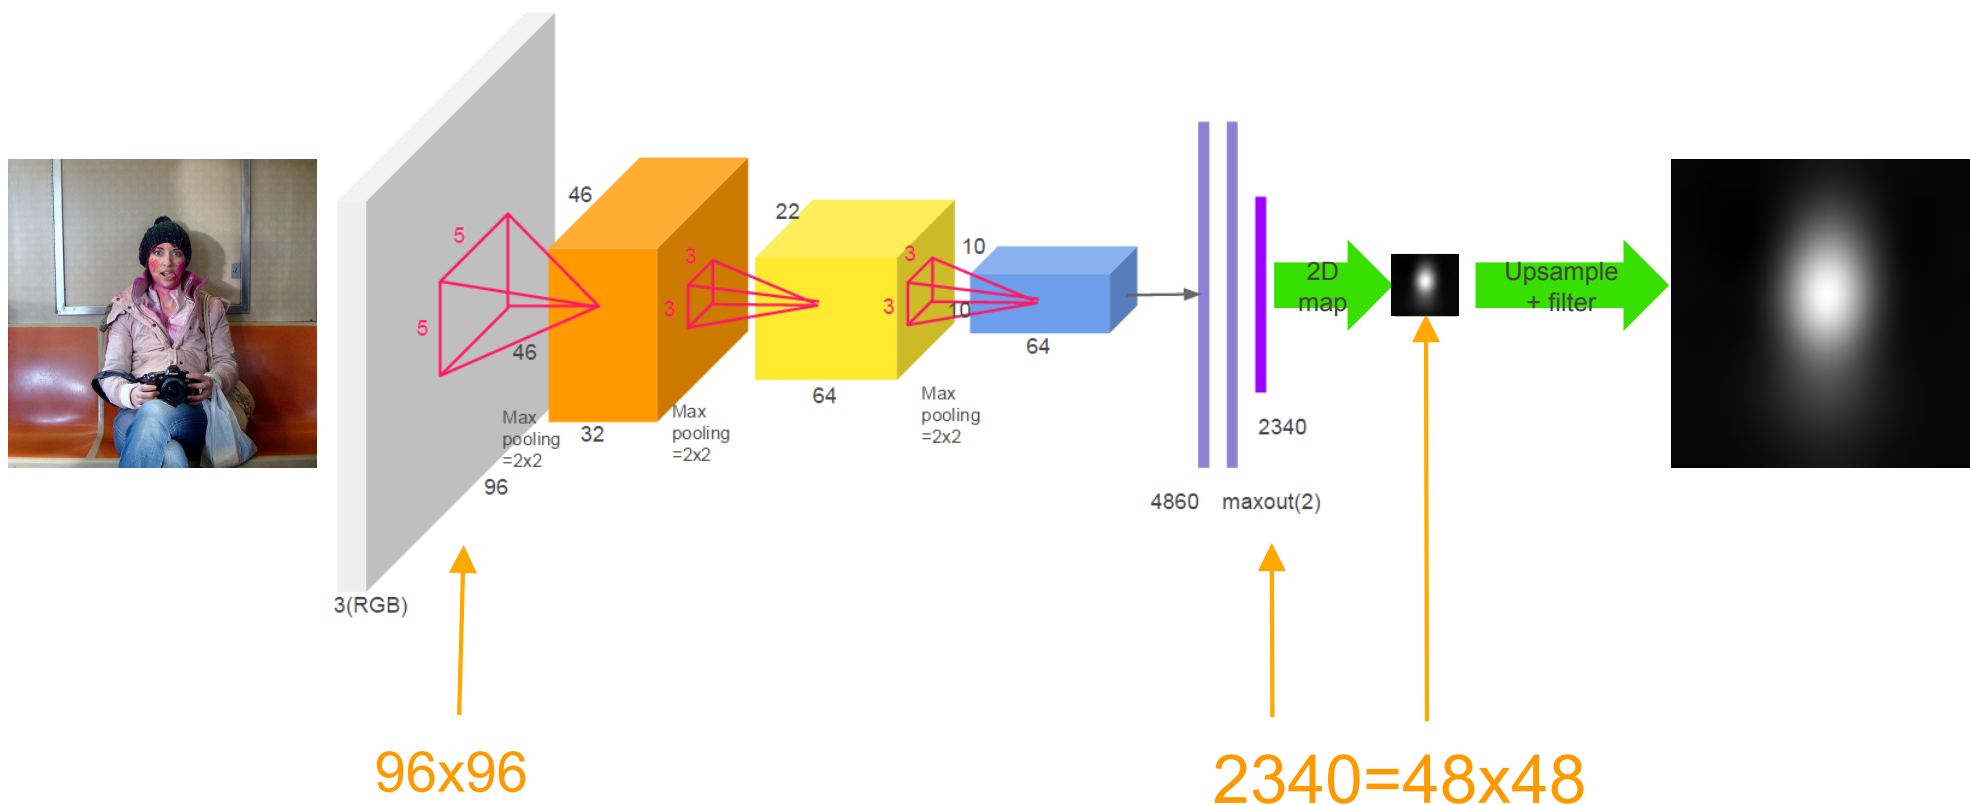 5
5
46
46
Max
pooling
=2x2
96
3(RGB)
32
3
3
Max
pooling
=2x2
22
64
3
3
Max
pooling
=2x2
10
10
64
4860
maxout(2)
2340
2D
map
Upsample
+ filter
96x96
2340=48x48